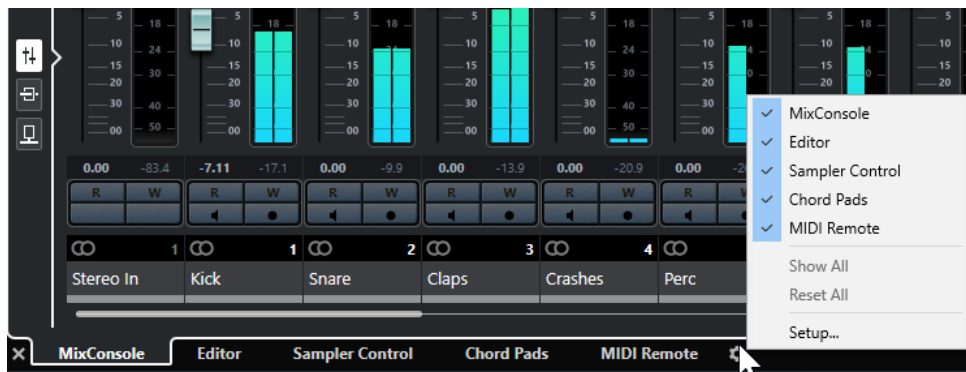 5 18 5 5 18 5 5 18 5 18 5
10 24 10 10 10 10 24 10 10
15 30 15 15 15 15 30 15 15
20 20 20 20 20 20 20
30 40 30 30 30 30 40 30
00 50 00 00 00 00 50 00
0.00 -83.4 -7.11 -17.1 0.00 -9.9 0.00 -13.9 0.00 -20.9 0.00
R W R W R W R W R W R W
1 1 2 3 4
Stereo In Kick Snare Claps Crashes Perc
MixConsole
Editor
Sampler Control
Chord Pads
MIDI Remote
Show All
Reset All
Setup...
MixConsole Editor Sampler Control Chord Pads MIDI Remote